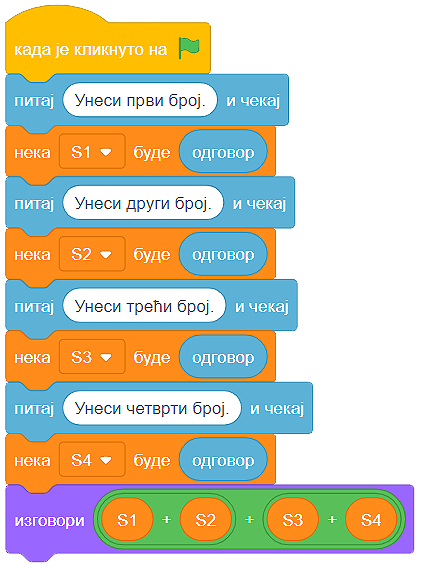 када је кликнуто на
питај Унеси први број. и чекај
нека S1 буде одговор
питај Унеси други број. и чекај
нека S2 буде одговор
питај Унеси трећи број. и чекај
нека S3 буде одговор
питај Унеси четврти број. и чекај
нека S4 буде одговор
изговори S1 + S2 + S3 + S4